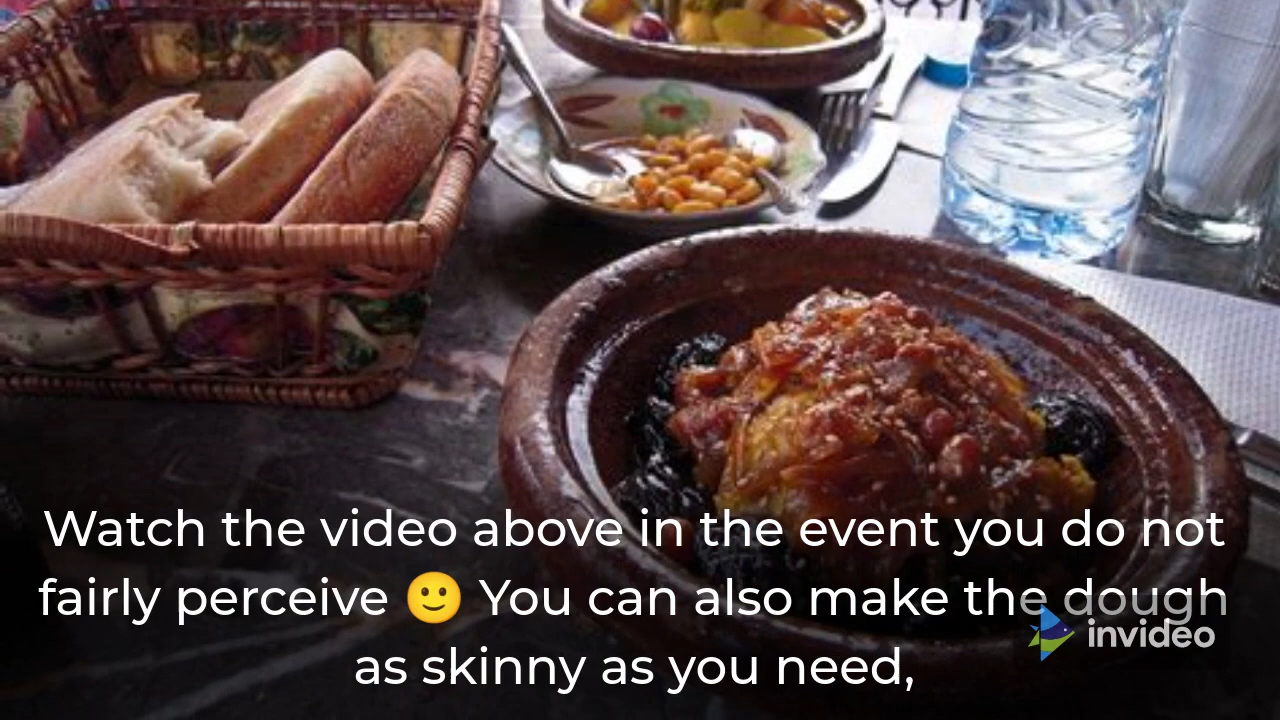 Watch the video above in the event you do not
fairly perceive 🙂 You can also make the dough
as skinny as you need,
invideo